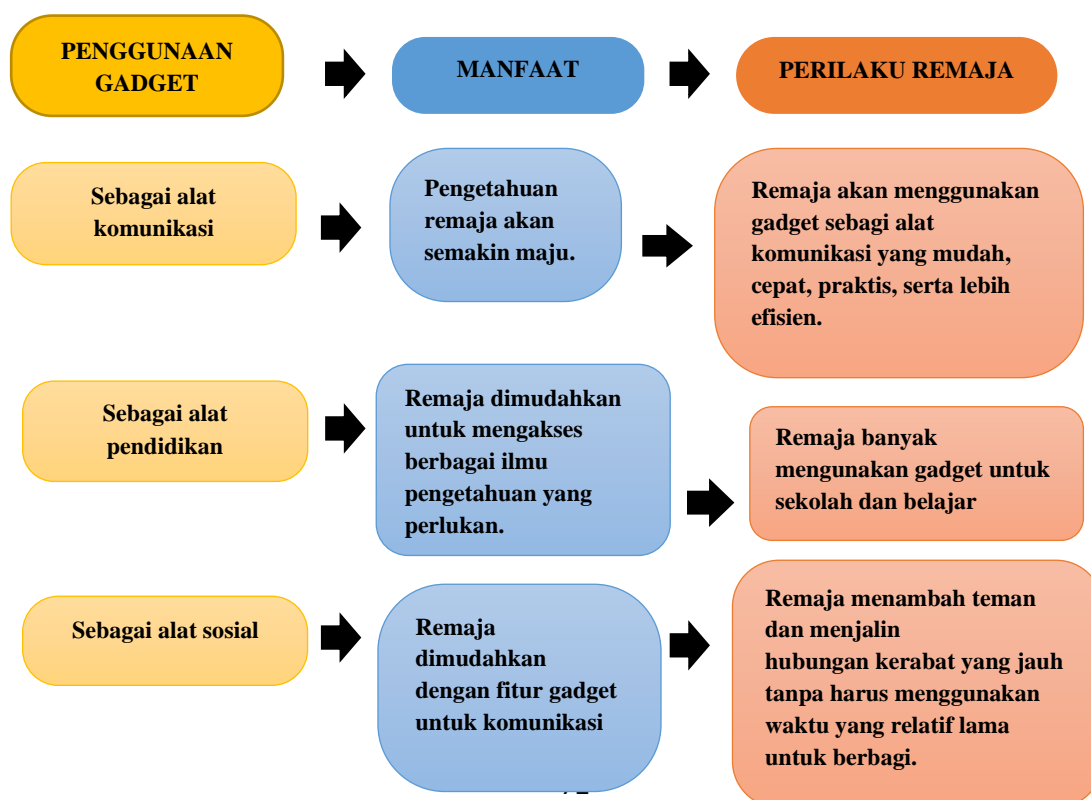 PENGGUNAAN
GADGET
MANFAAT
PERILAKU REMAJA
Sebagai alat
komunikasi
Pengetahuan
remaja akan
semakin maju.
Remaja akan menggunakan
gadget sebagi alat
komunikasi yang mudah,
cepat, praktis, serta lebih
efisien.
Sebagai alat
pendidikan
Remaja dimudahkan
untuk mengakses
berbagai ilmu
pengetahuan yang
perlukan.
Remaja banyak
mengunakan gadget untuk
sekolah dan belajar
Sebagai alat sosial
Remaja
dimudahkan
dengan fitur gadget
untuk komunikasi
Remaja menambah teman
dan menjalin
hubungan kerabat yang jauh
tanpa harus menggunakan
waktu yang relatif lama
untuk berbagi.